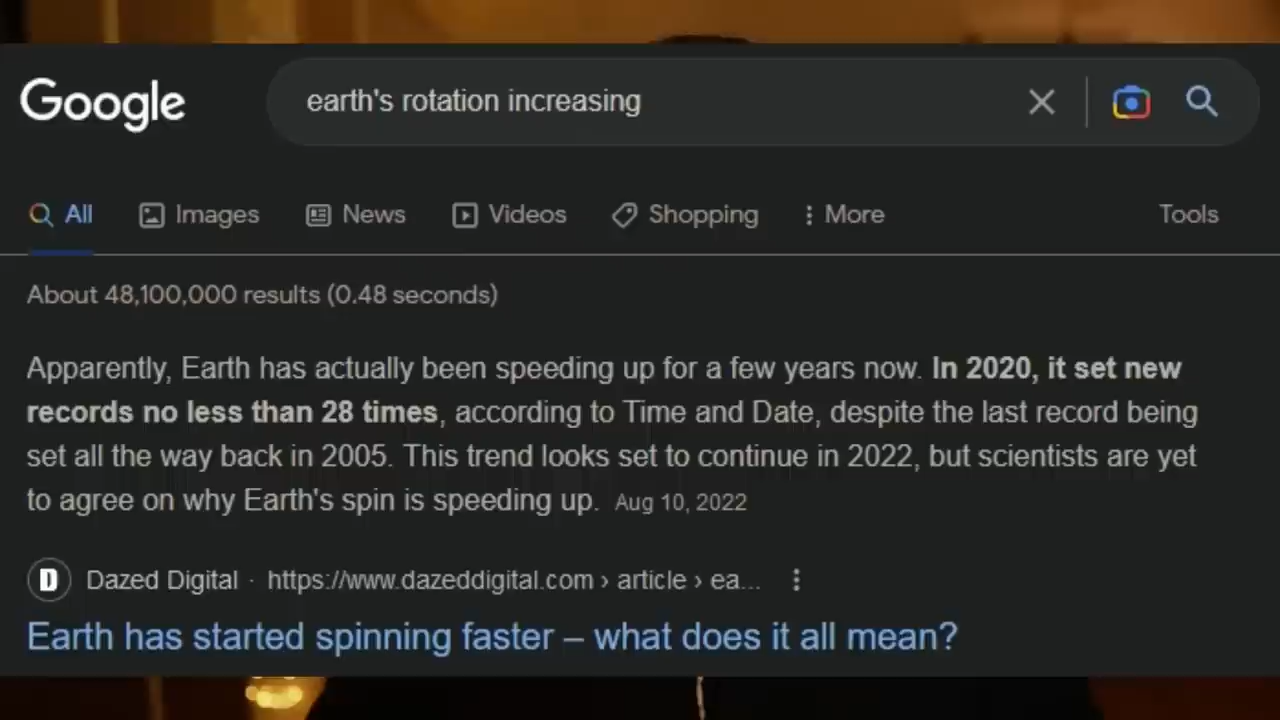 Google
earth's rotation increasing
All Images News Videos Shopping More Tools
About 48,100,000 results (0.48 seconds)
Apparently, Earth has actually been speeding up for a few years now. In 2020, it set new
records no less than 28 times, according to Time and Date, despite the last record being
set all the way back in 2005. This trend looks set to continue in 2022, but scientists are yet
to agree on why Earth's spin is speeding up. Aug 10, 2022
D Dazed Digital · https://www.dazeddigital.com › article › ea...
Earth has started spinning faster – what does it all mean?